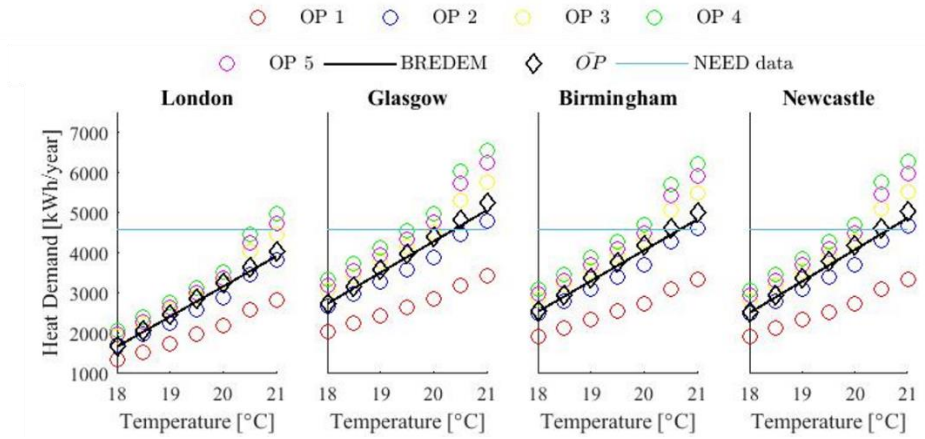 OP 1 OP 2 OP 3 OP 4
OP 5 BREDEM OP̄ NEED data
London Glasgow Birmingham Newcastle
Heat Demand [kWh/year]
7000
6000
5000
4000
3000
2000
1000
18 19 20 21 18 19 20 21 18 19 20 21 18 19 20 21
Temperature [°C] Temperature [°C] Temperature [°C] Temperature [°C]